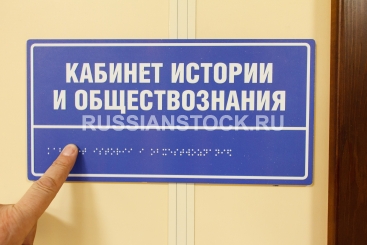 КАБИНЕТ ИСТОРИИ
И ОБЩЕСТВОЗНАНИЯ
RUSSIANSTOCK.RU